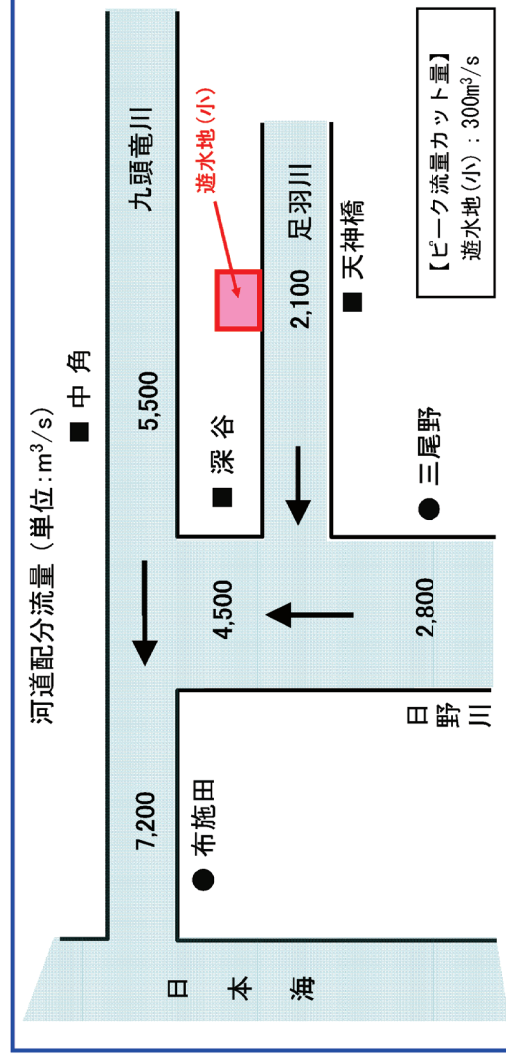 河道配分流量（単位:m³/s）
■ 中 角
九頭竜川
5,500
7,200
● 布施田
日 本 海
遊水地(小)
■ 深 谷
足羽川
2,100
■ 天神橋
4,500
2,800
● 三尾野
日野川
【ピーク流量カット量】
遊水地(小)：300m³/s